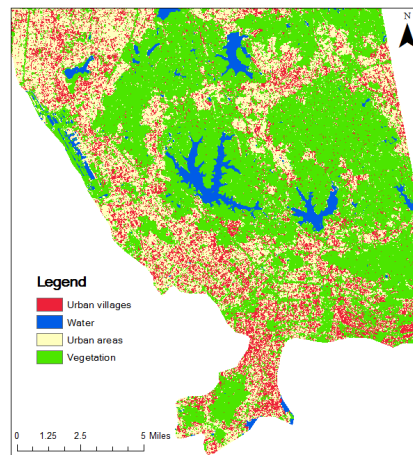 N
Legend
Urban villages
Water
Urban areas
Vegetation
0 1.25 2.5 5 Miles